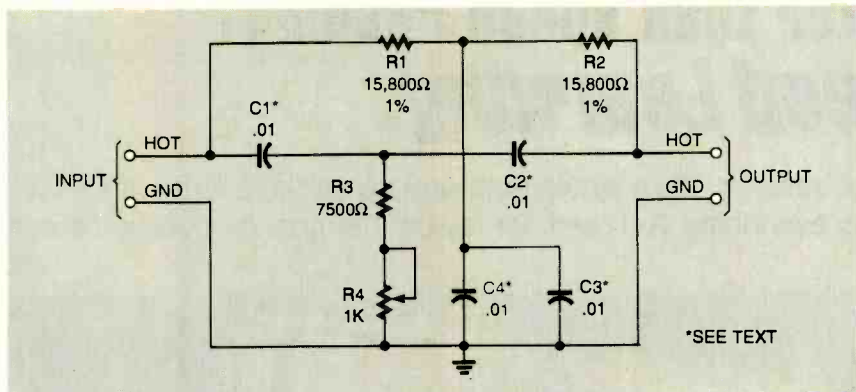 R1
15,800Ω
1%
R2
15,800Ω
1%
C1*
.01
HOT
INPUT
GND
R3
7500Ω
C2*
.01
HOT
GND
OUTPUT
R4
1K
C4*
.01
C3*
.01
*SEE TEXT